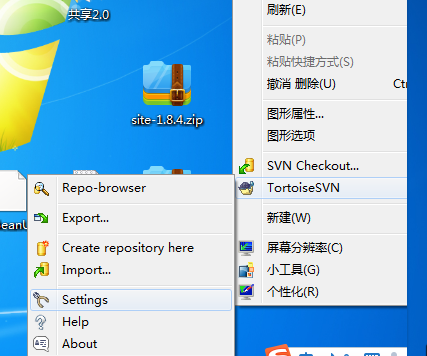 共享2.0
site-1.8.4.zip
刷新(E)
粘贴(P)
粘贴快捷方式(S)
撤消 删除(U) Ctr
图形属性...
图形选项
SVN Checkout...
TortoiseSVN
新建(W)
屏幕分辨率(C)
小工具(G)
个性化(R)
Repo-browser
Export...
Create repository here
Import...
Settings
Help
About
eanU